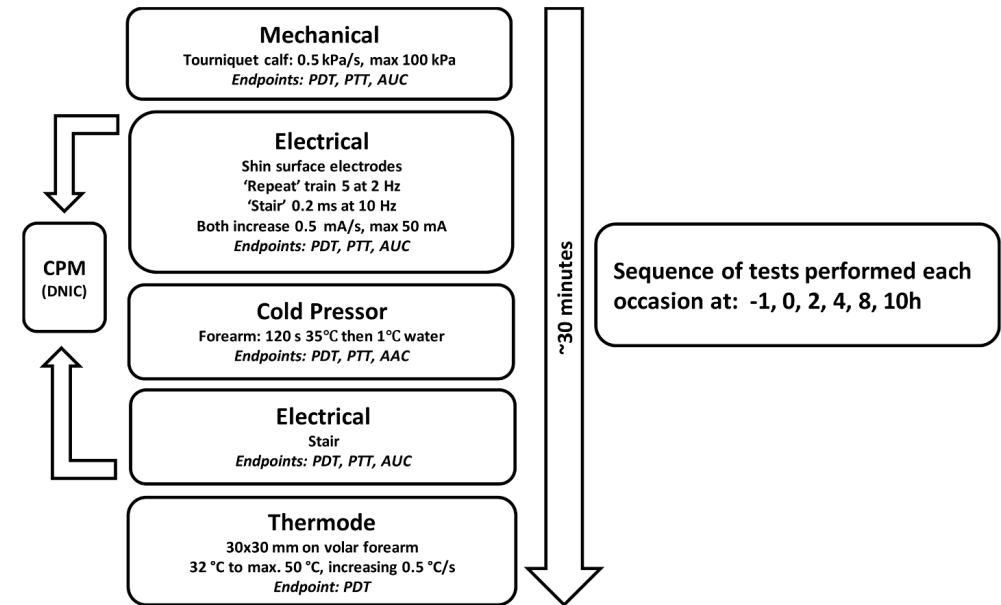 Mechanical
Tourniquet calf: 0.5 kPa/s, max 100 kPa
Endpoints: PDT, PTT, AUC
Electrical
Shin surface electrodes
‘Repeat’ train 5 at 2 Hz
‘Stair’ 0.2 ms at 10 Hz
Both increase 0.5 mA/s, max 50 mA
Endpoints: PDT, PTT, AUC
CPM
(DNIC)
Cold Pressor
Forearm: 120 s 35°C then 1°C water
Endpoints: PDT, PTT, AAC
Electrical
Stair
Endpoints: PDT, PTT, AUC
Thermode
30x30 mm on volar forearm
32 °C to max. 50 °C, increasing 0.5 °C/s
Endpoint: PDT
~30 minutes
Sequence of tests performed each
occasion at: -1, 0, 2, 4, 8, 10h